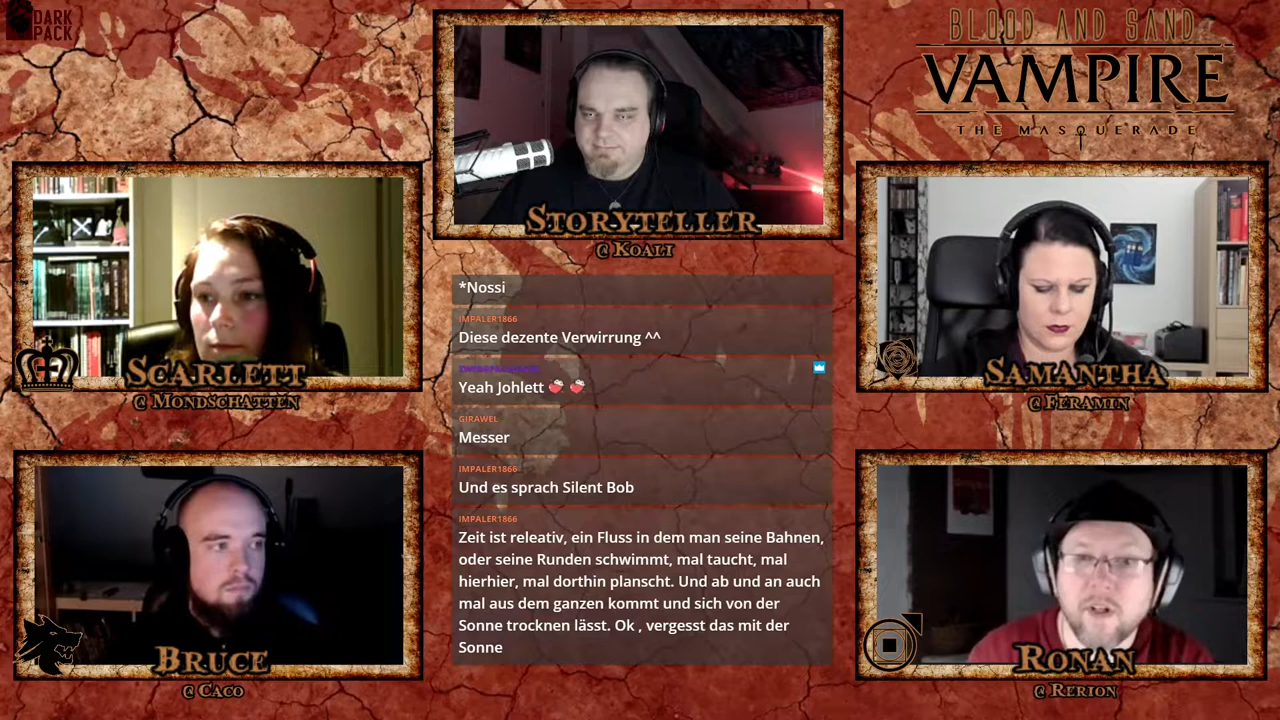 DARK
PACK
BLOOD AND SAND
VAMPIRE
THE MASQUERADE
STORYTELLER
@ KOALI
SCARLETT
@ MONDSCHATTEN
SAMANTHA
@ FERAMIN
*Nossi
IMPALER1866
Diese dezente Verwirrung ^^
Yeah Johlett
GIRAWEL
Messer
IMPALER1866
Und es sprach Silent Bob
IMPALER1866
Zeit ist releativ, ein Fluss in dem man seine Bahnen,
oder seine Runden schwimmt, mal taucht, mal
hierhier, mal dorthin planscht. Und ab und an auch
mal aus dem ganzen kommt und sich von der
Sonne trocknen lässt. Ok , vergesst das mit der
Sonne
BRUCE
@ CACO
RONAN
@ RERION